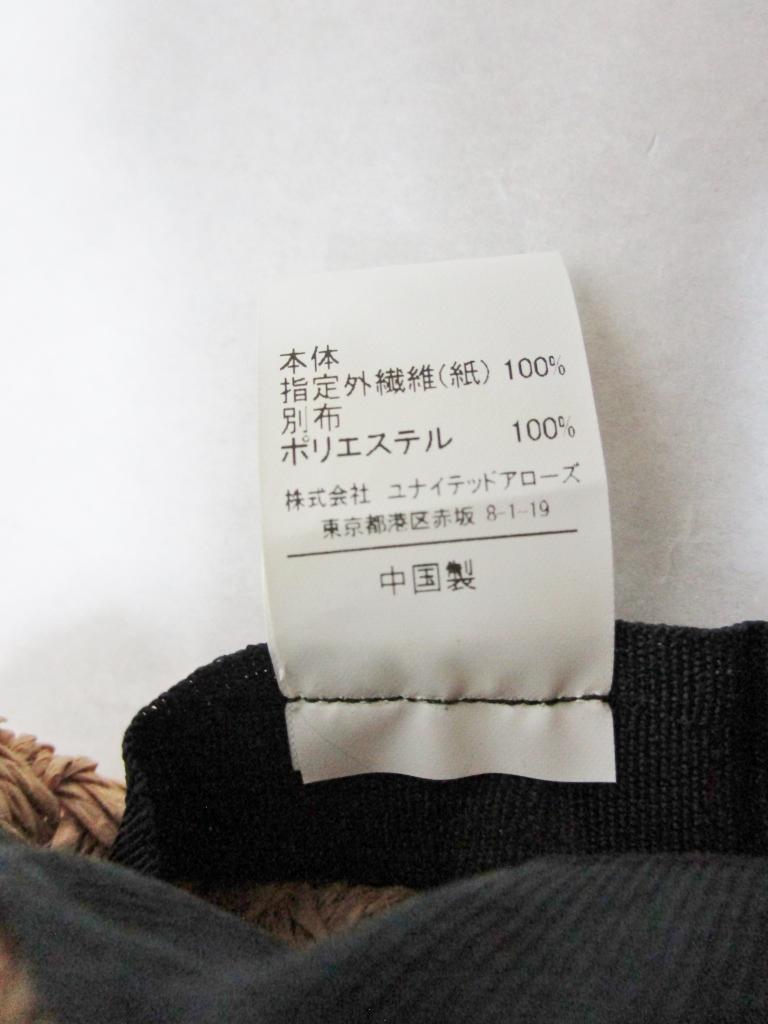 本体
指定外繊維(紙) 100%
別布
ポリエステル 100%
株式会社 ユナイテッドアローズ
東京都港区赤坂 8-1-19
中国製